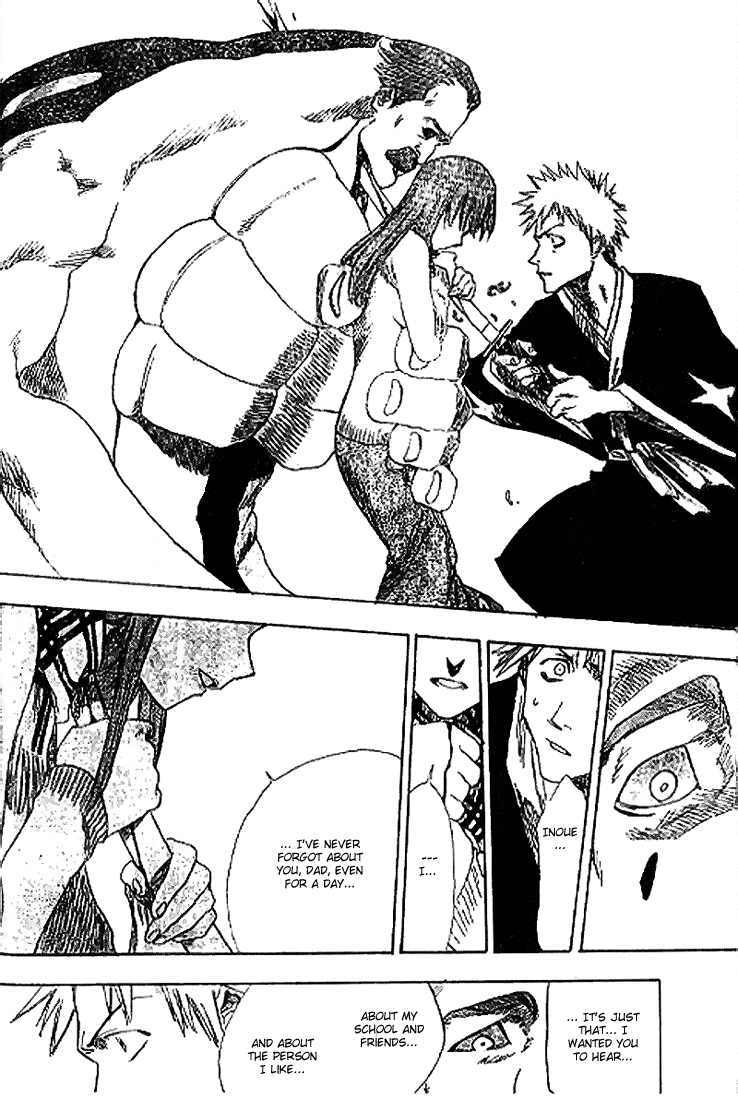 INOUE
...
---
I...
... I'VE NEVER
FORGOT ABOUT
YOU, DAD, EVEN
FOR A DAY...
... IT'S JUST
THAT... I
WANTED YOU
TO HEAR...
ABOUT MY
SCHOOL AND
FRIENDS...
AND ABOUT
THE PERSON
I LIKE...